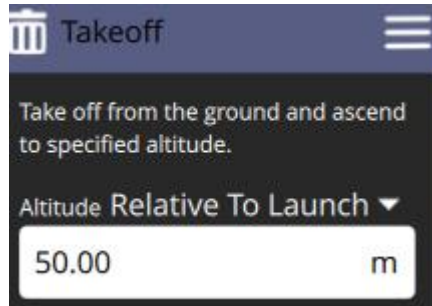 Takeoff
Take off from the ground and ascend
to specified altitude.
Altitude Relative To Launch
50.00 m